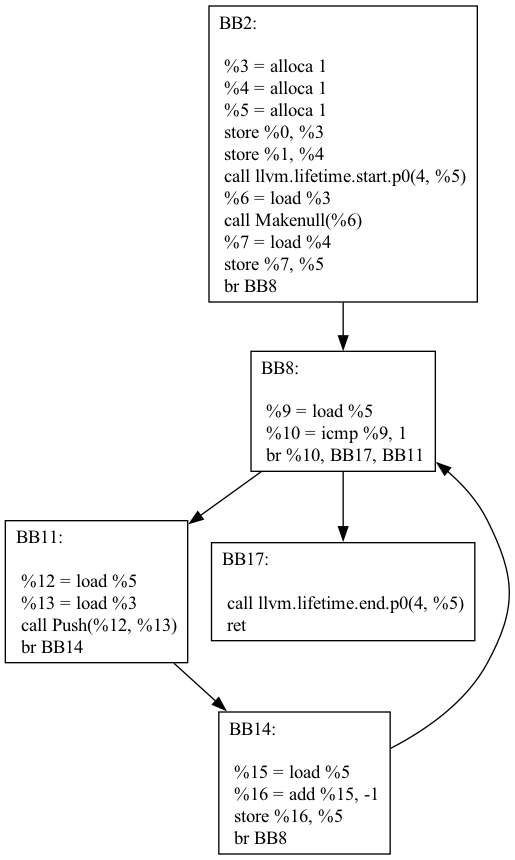 BB2:
%3 = alloca 1
%4 = alloca 1
%5 = alloca 1
store %0, %3
store %1, %4
call llvm.lifetime.start.p0(4, %5)
%6 = load %3
call Makenull(%6)
%7 = load %4
store %7, %5
br BB8
BB8:
%9 = load %5
%10 = icmp %9, 1
br %10, BB17, BB11
BB11:
%12 = load %5
%13 = load %3
call Push(%12, %13)
br BB14
BB17:
call llvm.lifetime.end.p0(4, %5)
ret
BB14:
%15 = load %5
%16 = add %15, -1
store %16, %5
br BB8